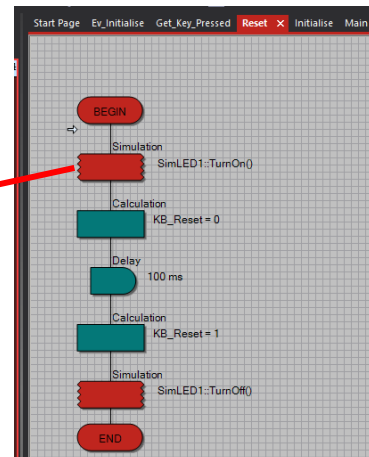 Start Page Ev_Initialise Get_Key_Pressed Reset × Initialise Main
BEGIN
Simulation
SimLED1::TurnOn()
Calculation
KB_Reset = 0
Delay
100 ms
Calculation
KB_Reset = 1
Simulation
SimLED1::TurnOff()
END